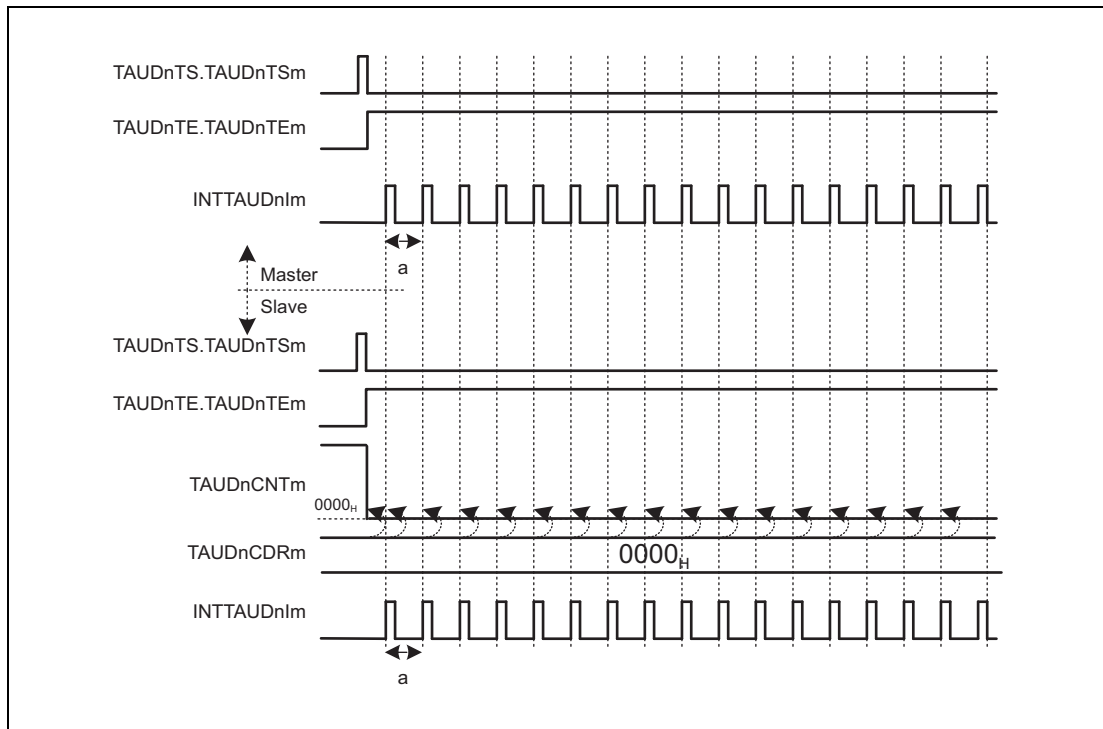 TAUDnTS.TAUDnTSm
TAUDnTE.TAUDnTEm
INTTAUDnIm
a
Master
Slave
TAUDnTS.TAUDnTSm
TAUDnTE.TAUDnTEm
TAUDnCNTm
0000H
TAUDnCDRm
0000H
INTTAUDnIm
a